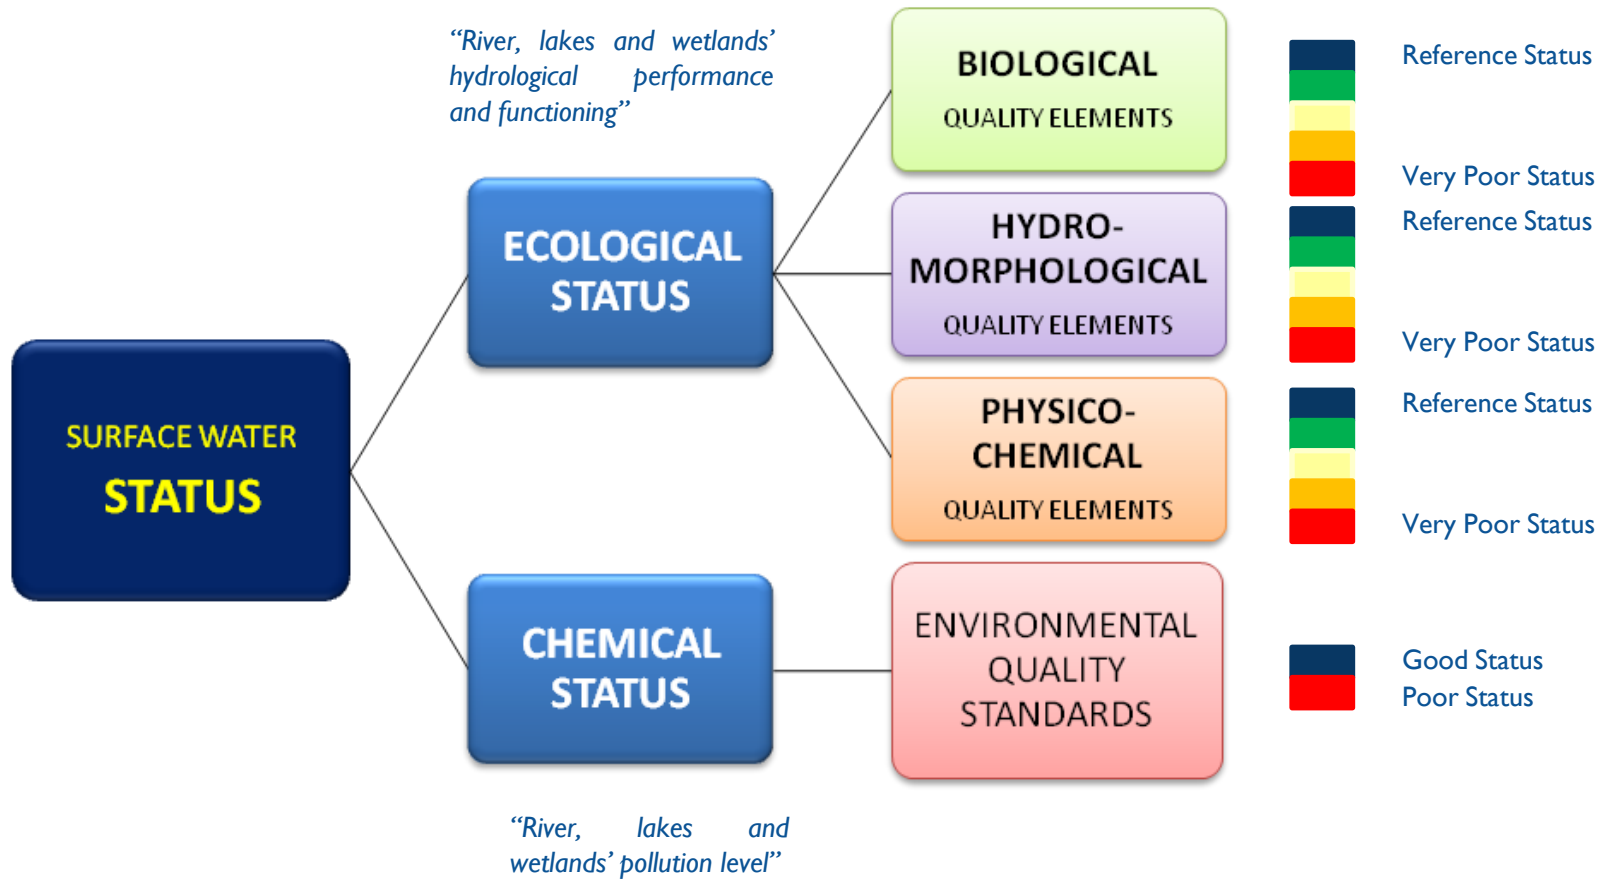 “River, lakes and wetlands’
hydrological performance
and functioning”
BIOLOGICAL
QUALITY ELEMENTS
Reference Status
Very Poor Status
ECOLOGICAL
STATUS
HYDRO-
MORPHOLOGICAL
QUALITY ELEMENTS
Reference Status
Very Poor Status
SURFACE WATER
STATUS
PHYSICO-
CHEMICAL
QUALITY ELEMENTS
Reference Status
Very Poor Status
CHEMICAL
STATUS
ENVIRONMENTAL
QUALITY
STANDARDS
Good Status
Poor Status
“River, lakes and
wetlands’ pollution level”